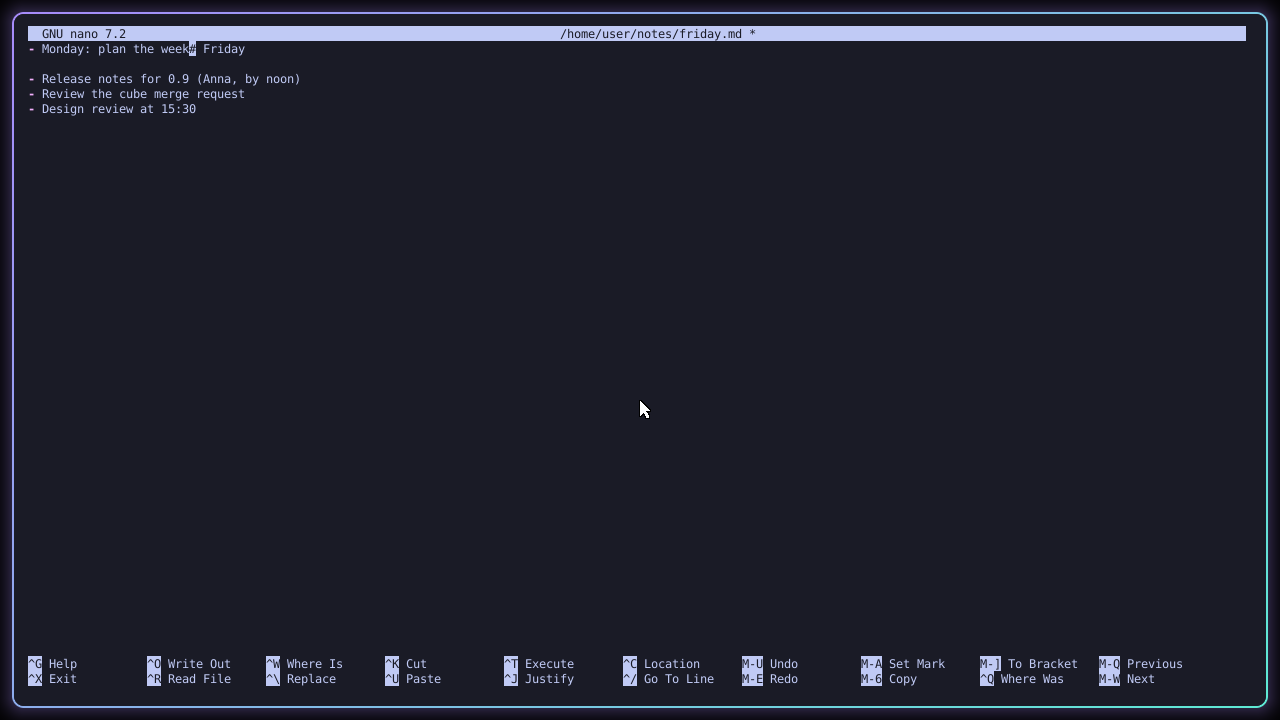 GNU nano 7.2 /home/user/notes/friday.md *
- Monday: plan the week# Friday
- Release notes for 0.9 (Anna, by noon)
- Review the cube merge request
- Design review at 15:30
^G Help ^O Write Out ^W Where Is ^K Cut ^T Execute ^C Location M-U Undo M-A Set Mark M-] To Bracket M-Q Previous
^X Exit ^R Read File ^\ Replace ^U Paste ^J Justify ^/ Go To Line M-E Redo M-6 Copy ^Q Where Was M-W Next